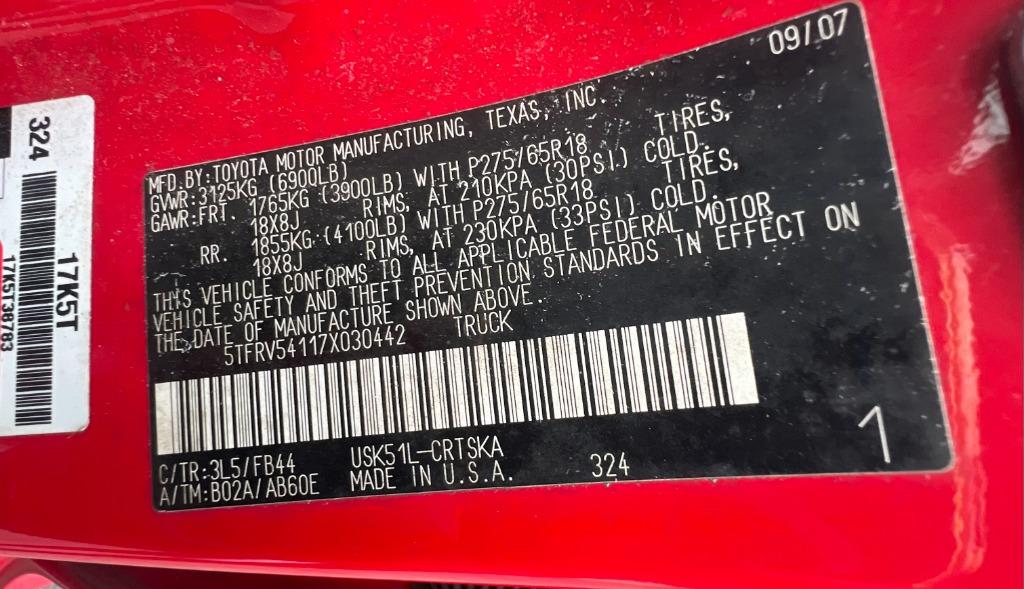 09/07
MFD. BY: TOYOTA MOTOR MANUFACTURING, TEXAS, INC.
GVWR: 3125KG (6900LB)
GAWR: FRT. 1765KG (3900LB) WITH P275/65R18 TIRES,
18X8J RIMS, AT 210KPA (30PSI) COLD.
RR. 1855KG (4100LB) WITH P275/65R18 TIRES,
18X8J RIMS, AT 230KPA (33PSI) COLD.
THIS VEHICLE CONFORMS TO ALL APPLICABLE FEDERAL MOTOR
VEHICLE SAFETY AND THEFT PREVENTION STANDARDS IN EFFECT ON
THE DATE OF MANUFACTURE SHOWN ABOVE.
5TFRV54117X030442 TRUCK
C/TR: 3L5/FB44 USK51L-CRTSKA
A/TM: B02A/AB60E MADE IN U.S.A. 324
1
324
17K5T
17K5T38783